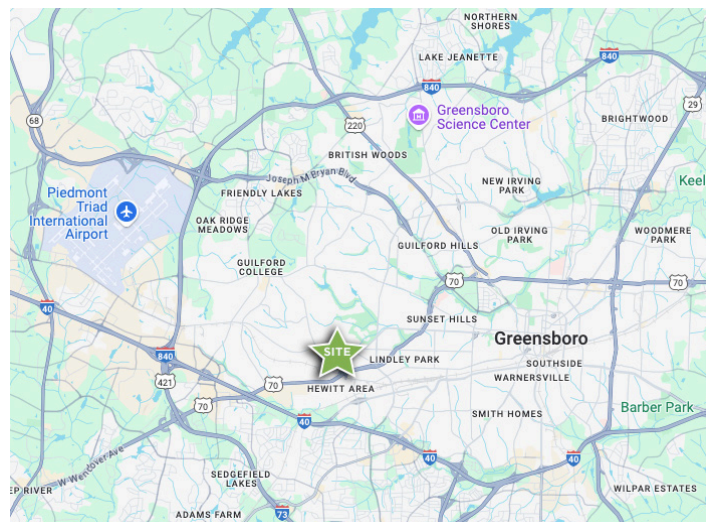 NORTHERN
SHORES
LAKE JEANETTE
840
840
29
68
Greensboro
Science Center
BRIGHTWOOD
220
BRITISH WOODS
Joseph M Bryan Blvd
Keel
Piedmont
Triad
International
Airport
FRIENDLY LAKES
NEW IRVING
PARK
OAK RIDGE
MEADOWS
OLD IRVING
PARK
WOODMERE
PARK
GUILFORD HILLS
GUILFORD
COLLEGE
70
70
70
40
SUNSET HILLS
Greensboro
SITE
840
LINDLEY PARK
SOUTHSIDE
421
70
HEWITT AREA
WARNERSVILLE
70
Barber Park
SMITH HOMES
40
W Wendover Ave
40
40
EP RIVER
SEDGEFIELD
LAKES
WILPAR ESTATES
ADAMS FARM
73